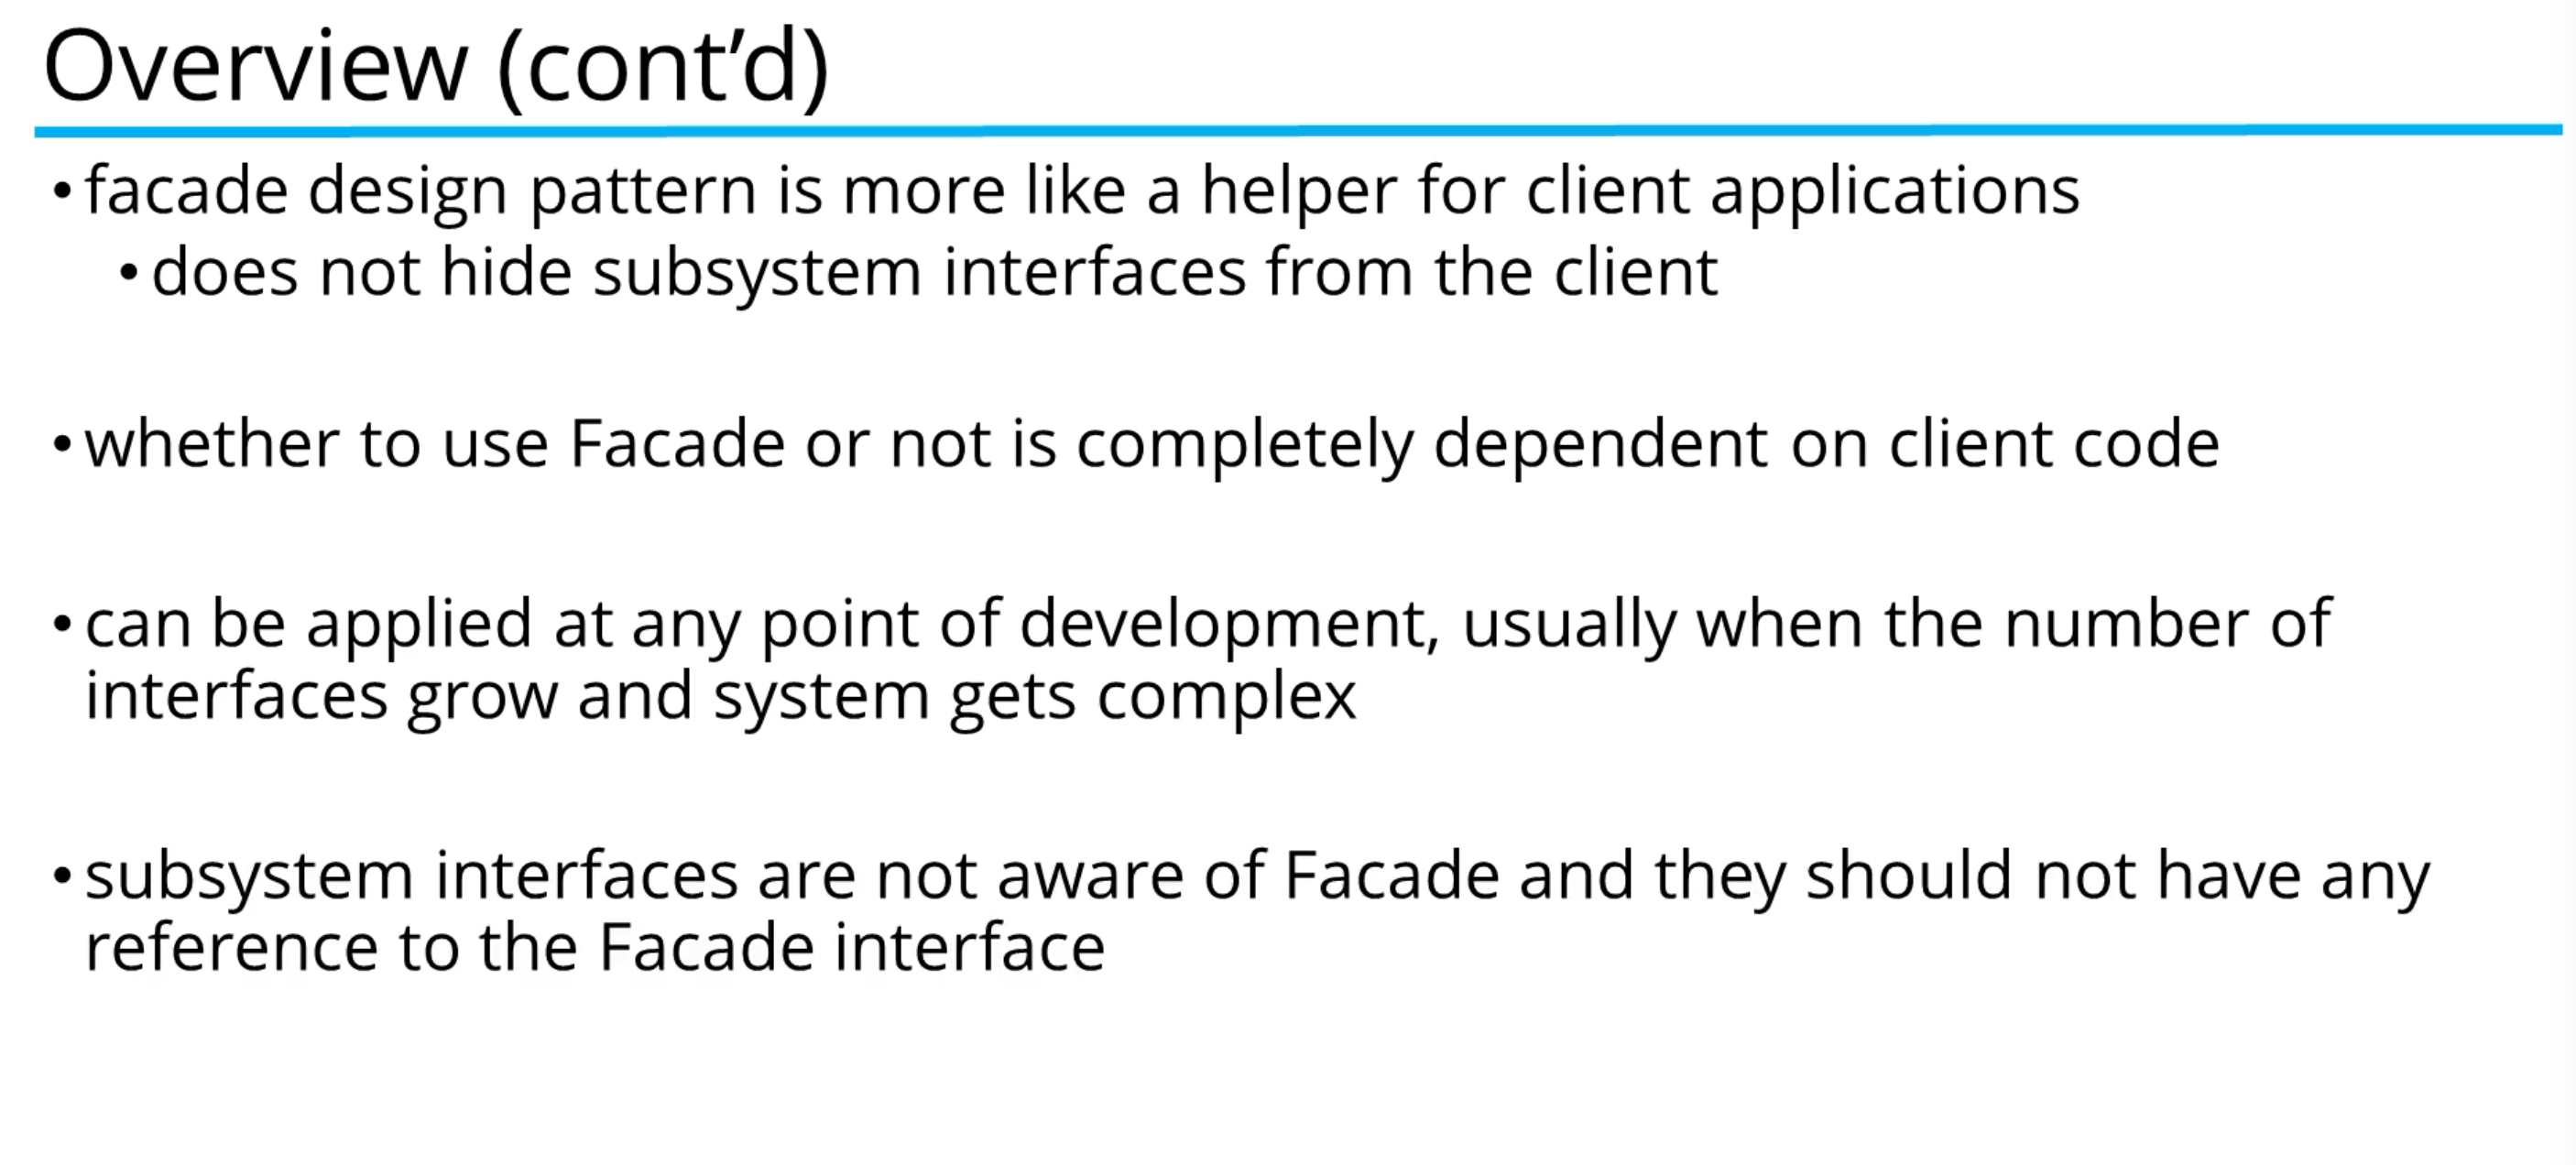 Overview (cont’d)
• facade design pattern is more like a helper for client applications
• does not hide subsystem interfaces from the client
• whether to use Facade or not is completely dependent on client code
• can be applied at any point of development, usually when the number of
interfaces grow and system gets complex
• subsystem interfaces are not aware of Facade and they should not have any
reference to the Facade interface